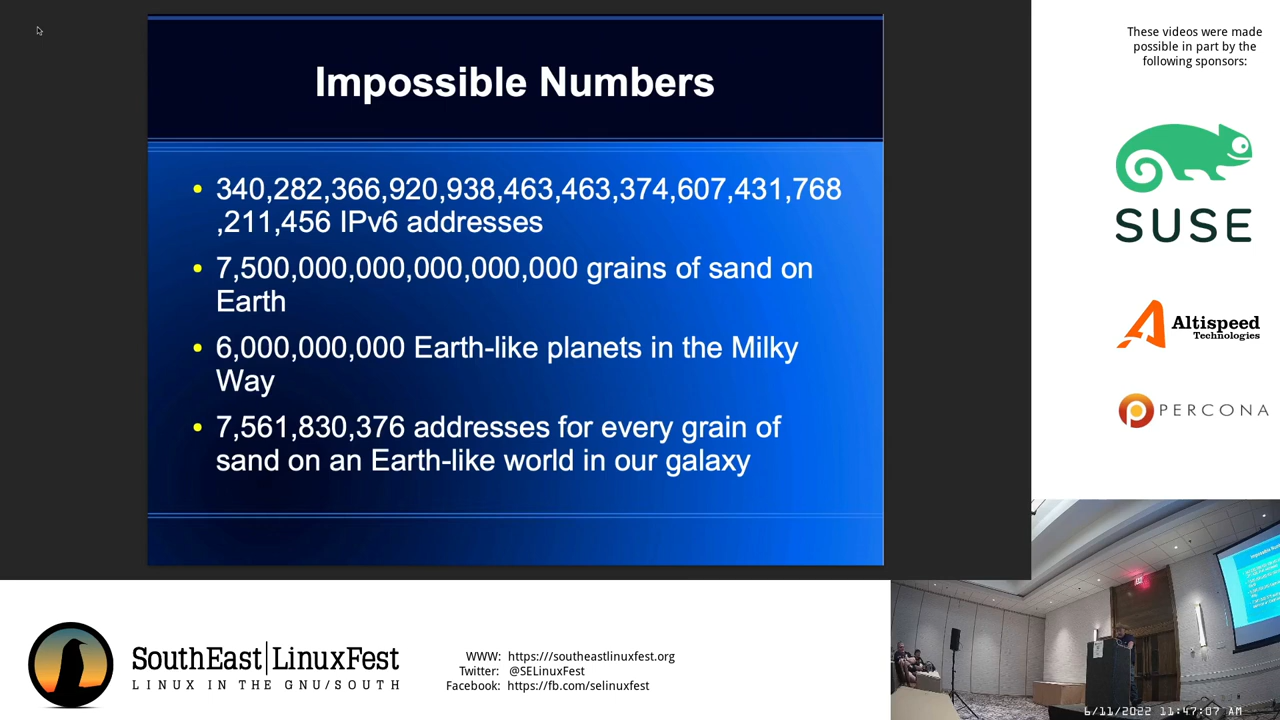 Impossible Numbers
• 340,282,366,920,938,463,463,374,607,431,768
,211,456 IPv6 addresses
• 7,500,000,000,000,000,000 grains of sand on
Earth
• 6,000,000,000 Earth-like planets in the Milky
Way
• 7,561,830,376 addresses for every grain of
sand on an Earth-like world in our galaxy
These videos were made
possible in part by the
following sponsors:
SUSE
Altispeed
Technologies
PERCONA
SouthEast|LinuxFest
LINUX IN THE GNU/SOUTH
WWW: https:///southeastlinuxfest.org
Twitter: @SELinuxFest
Facebook: https://fb.com/selinuxfest
6/11/2022 11:47:07 AM